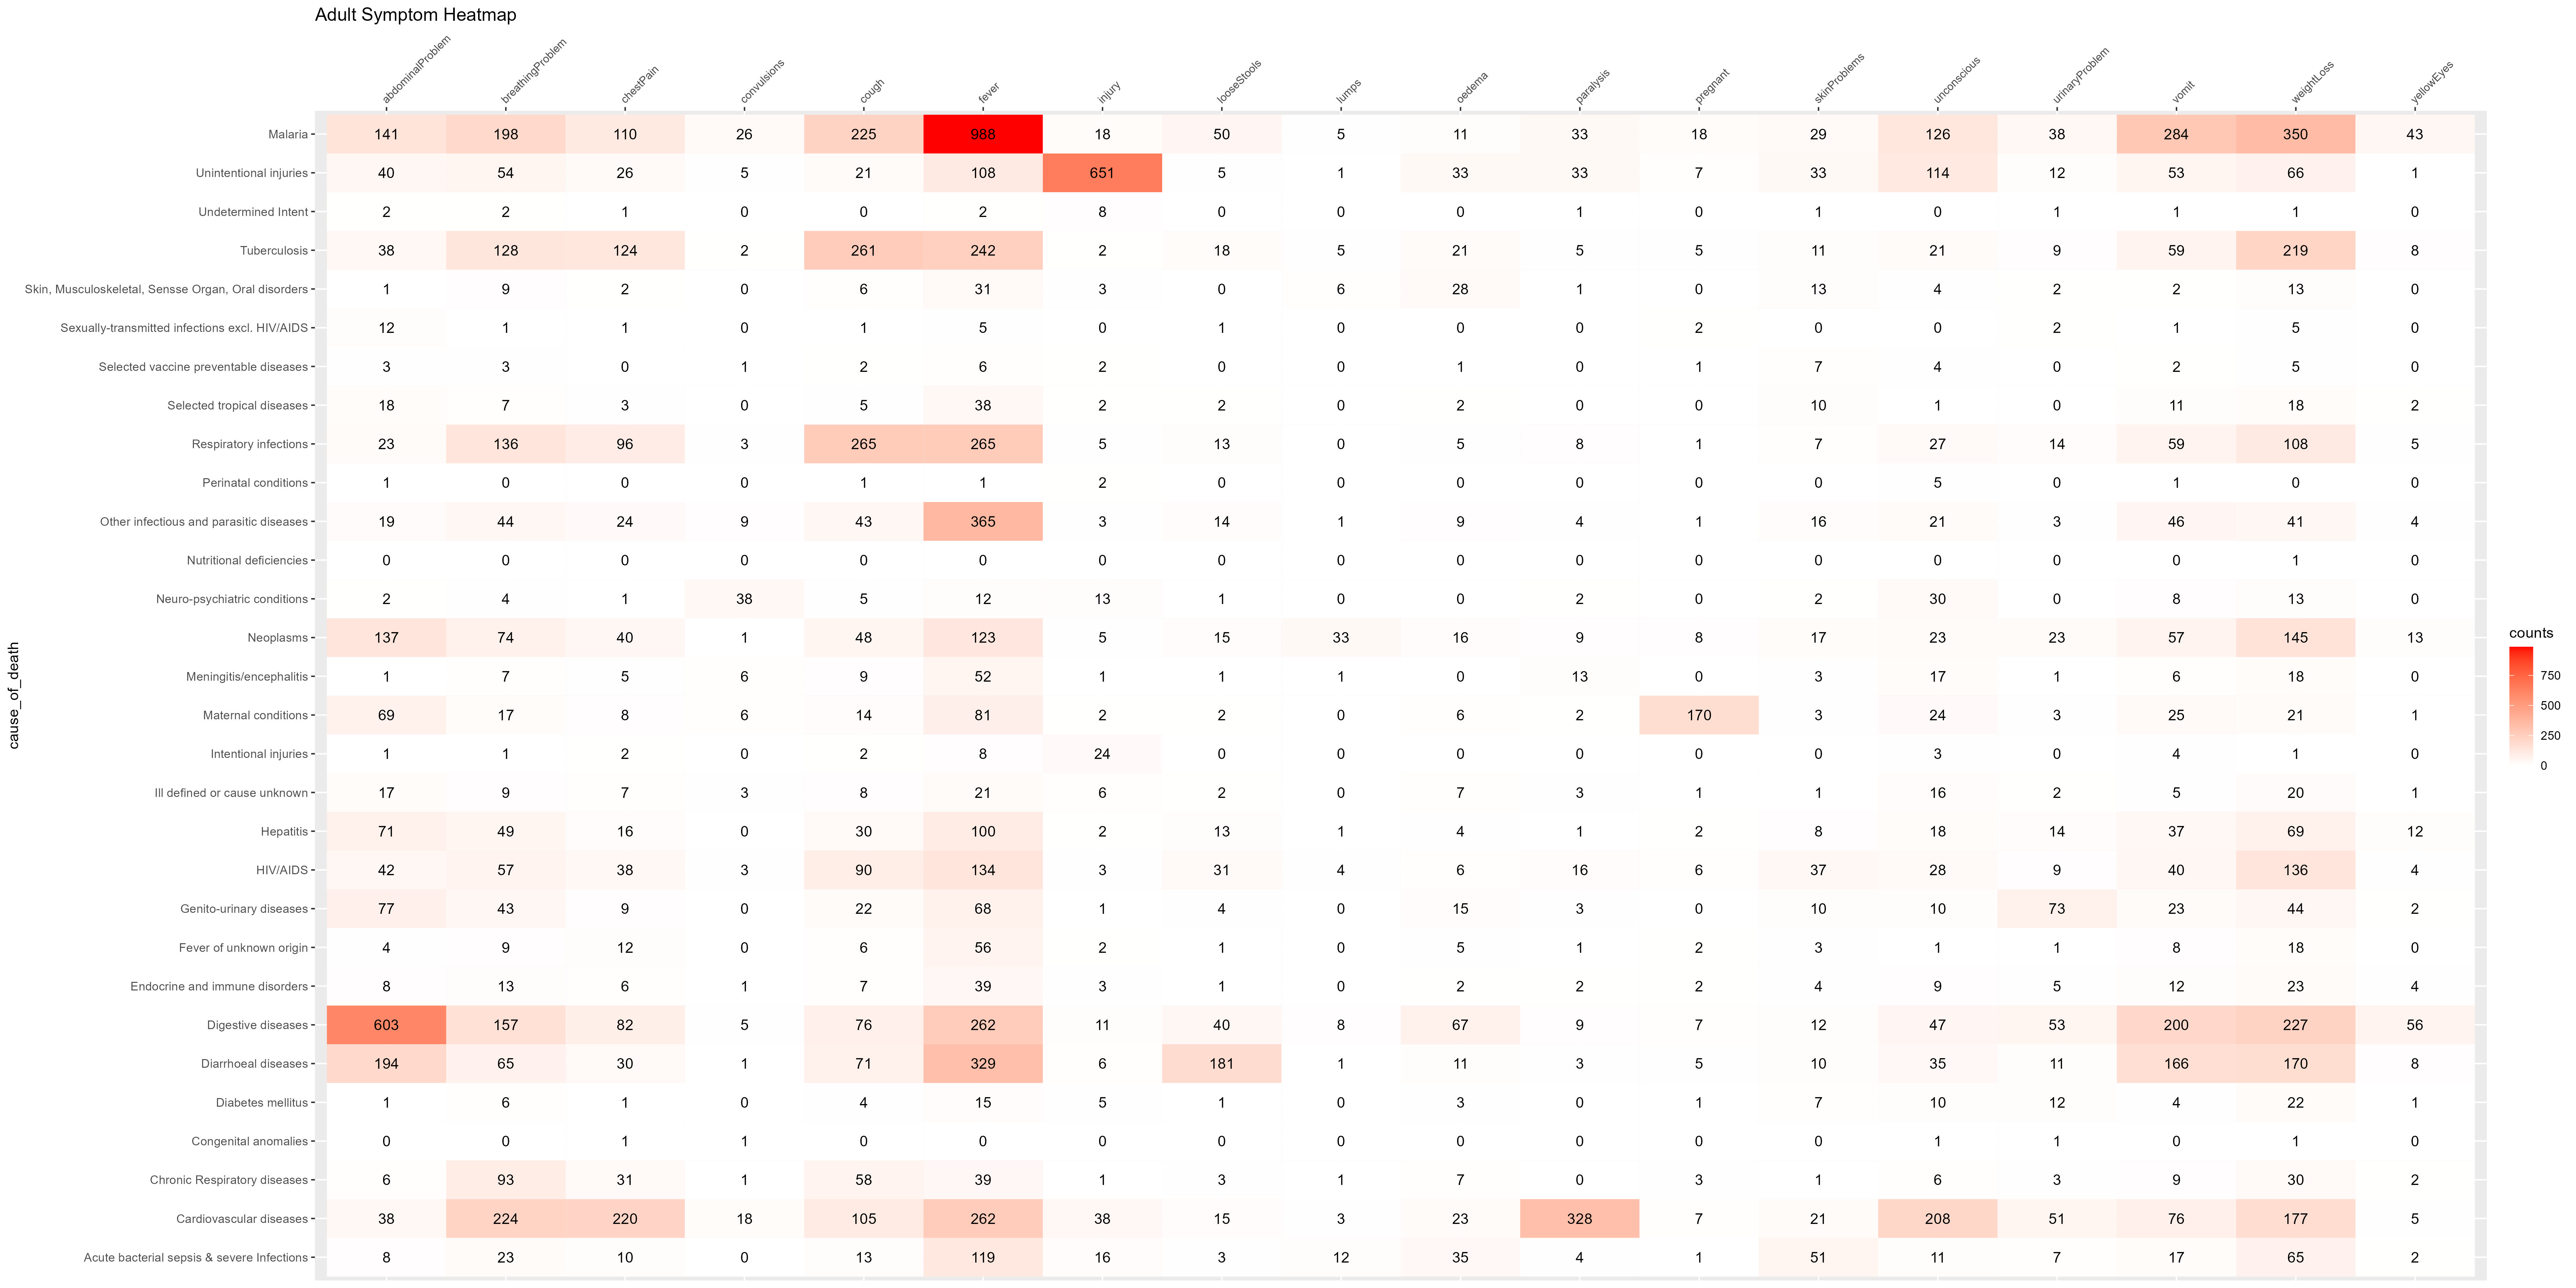 Adult Symptom Heatmap
abdominalProblem breathingProblem chestPain convulsions cough fever injury looseStools lumps oedema paralysis pregnant skinProblems unconscious urinaryProblem vomit weightLoss yellowEyes
Malaria 141 198 110 26 225 988 18 50 5 11 33 18 29 126 38 284 350 43
Unintentional injuries 40 54 26 5 21 108 651 5 1 33 33 7 33 114 12 53 66 1
Undetermined Intent 2 2 1 0 0 2 8 0 0 0 1 0 1 0 1 1 1 0
Tuberculosis 38 128 124 2 261 242 2 18 5 21 5 5 11 21 9 59 219 8
Skin, Musculoskeletal, Sensse Organ, Oral disorders 1 9 2 0 6 31 3 0 6 28 1 0 13 4 2 2 13 0
Sexually-transmitted infections excl. HIV/AIDS 12 1 1 0 1 5 0 1 0 0 0 2 0 0 2 1 5 0
Selected vaccine preventable diseases 3 3 0 1 2 6 2 0 0 1 0 1 7 4 0 2 5 0
Selected tropical diseases 18 7 3 0 5 38 2 2 0 2 0 0 10 1 0 11 18 2
Respiratory infections 23 136 96 3 265 265 5 13 0 5 8 1 7 27 14 59 108 5
Perinatal conditions 1 0 0 0 1 1 2 0 0 0 0 0 0 5 0 1 0 0
Other infectious and parasitic diseases 19 44 24 9 43 365 3 14 1 9 4 1 16 21 3 46 41 4
Nutritional deficiencies 0 0 0 0 0 0 0 0 0 0 0 0 0 0 0 0 1 0
Neuro-psychiatric conditions 2 4 1 38 5 12 13 1 0 0 2 0 2 30 0 8 13 0
Neoplasms 137 74 40 1 48 123 5 15 33 16 9 8 17 23 23 57 145 13
Meningitis/encephalitis 1 7 5 6 9 52 1 1 1 0 13 0 3 17 1 6 18 0
Maternal conditions 69 17 8 6 14 81 2 2 0 6 2 170 3 24 3 25 21 1
Intentional injuries 1 1 2 0 2 8 24 0 0 0 0 0 0 3 0 4 1 0
Ill defined or cause unknown 17 9 7 3 8 21 6 2 0 7 3 1 1 16 2 5 20 1
Hepatitis 71 49 16 0 30 100 2 13 1 4 1 2 8 18 14 37 69 12
HIV/AIDS 42 57 38 3 90 134 3 31 4 6 16 6 37 28 9 40 136 4
Genito-urinary diseases 77 43 9 0 22 68 1 4 0 15 3 0 10 10 73 23 44 2
Fever of unknown origin 4 9 12 0 6 56 2 1 0 5 1 2 3 1 1 8 18 0
Endocrine and immune disorders 8 13 6 1 7 39 3 1 0 2 2 2 4 9 5 12 23 4
Digestive diseases 603 157 82 5 76 262 11 40 8 67 9 7 12 47 53 200 227 56
Diarrhoeal diseases 194 65 30 1 71 329 6 181 1 11 3 5 10 35 11 166 170 8
Diabetes mellitus 1 6 1 0 4 15 5 1 0 3 0 1 7 10 12 4 22 1
Congenital anomalies 0 0 1 1 0 0 0 0 0 0 0 0 0 1 1 0 1 0
Chronic Respiratory diseases 6 93 31 1 58 39 1 3 1 7 0 3 1 6 3 9 30 2
Cardiovascular diseases 38 224 220 18 105 262 38 15 3 23 328 7 21 208 51 76 177 5
Acute bacterial sepsis & severe Infections 8 23 10 0 13 119 16 3 12 35 4 1 51 11 7 17 65 2
cause_of_death
counts
750
500
250
0